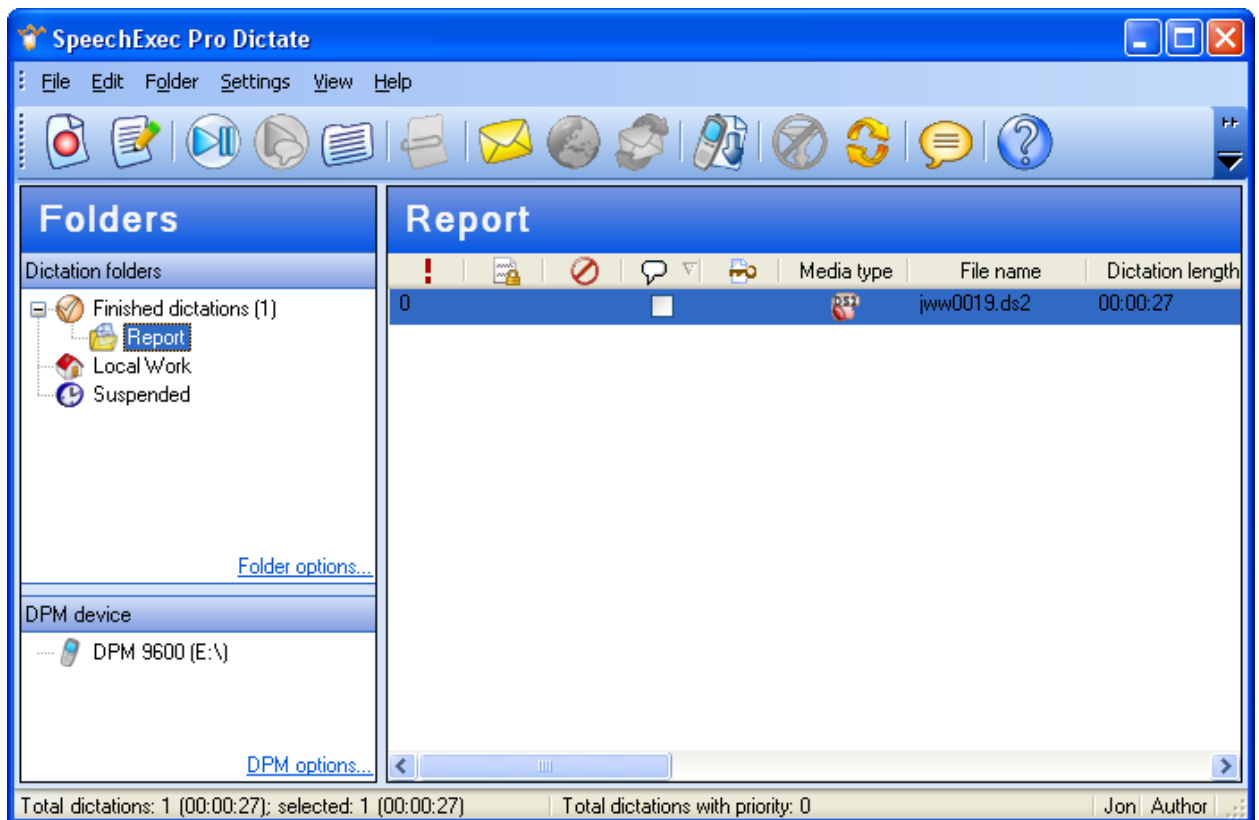 SpeechExec Pro Dictate
File Edit Folder Settings View Help
Folders
Dictation folders
Finished dictations (1)
Report
Local Work
Suspended
Folder options...
DPM device
DPM 9600 (E:\)
DPM options...
Report
! Media type File name Dictation length
0 DS2 jww0019.ds2 00:00:27
Total dictations: 1 (00:00:27); selected: 1 (00:00:27) Total dictations with priority: 0 Jon Author